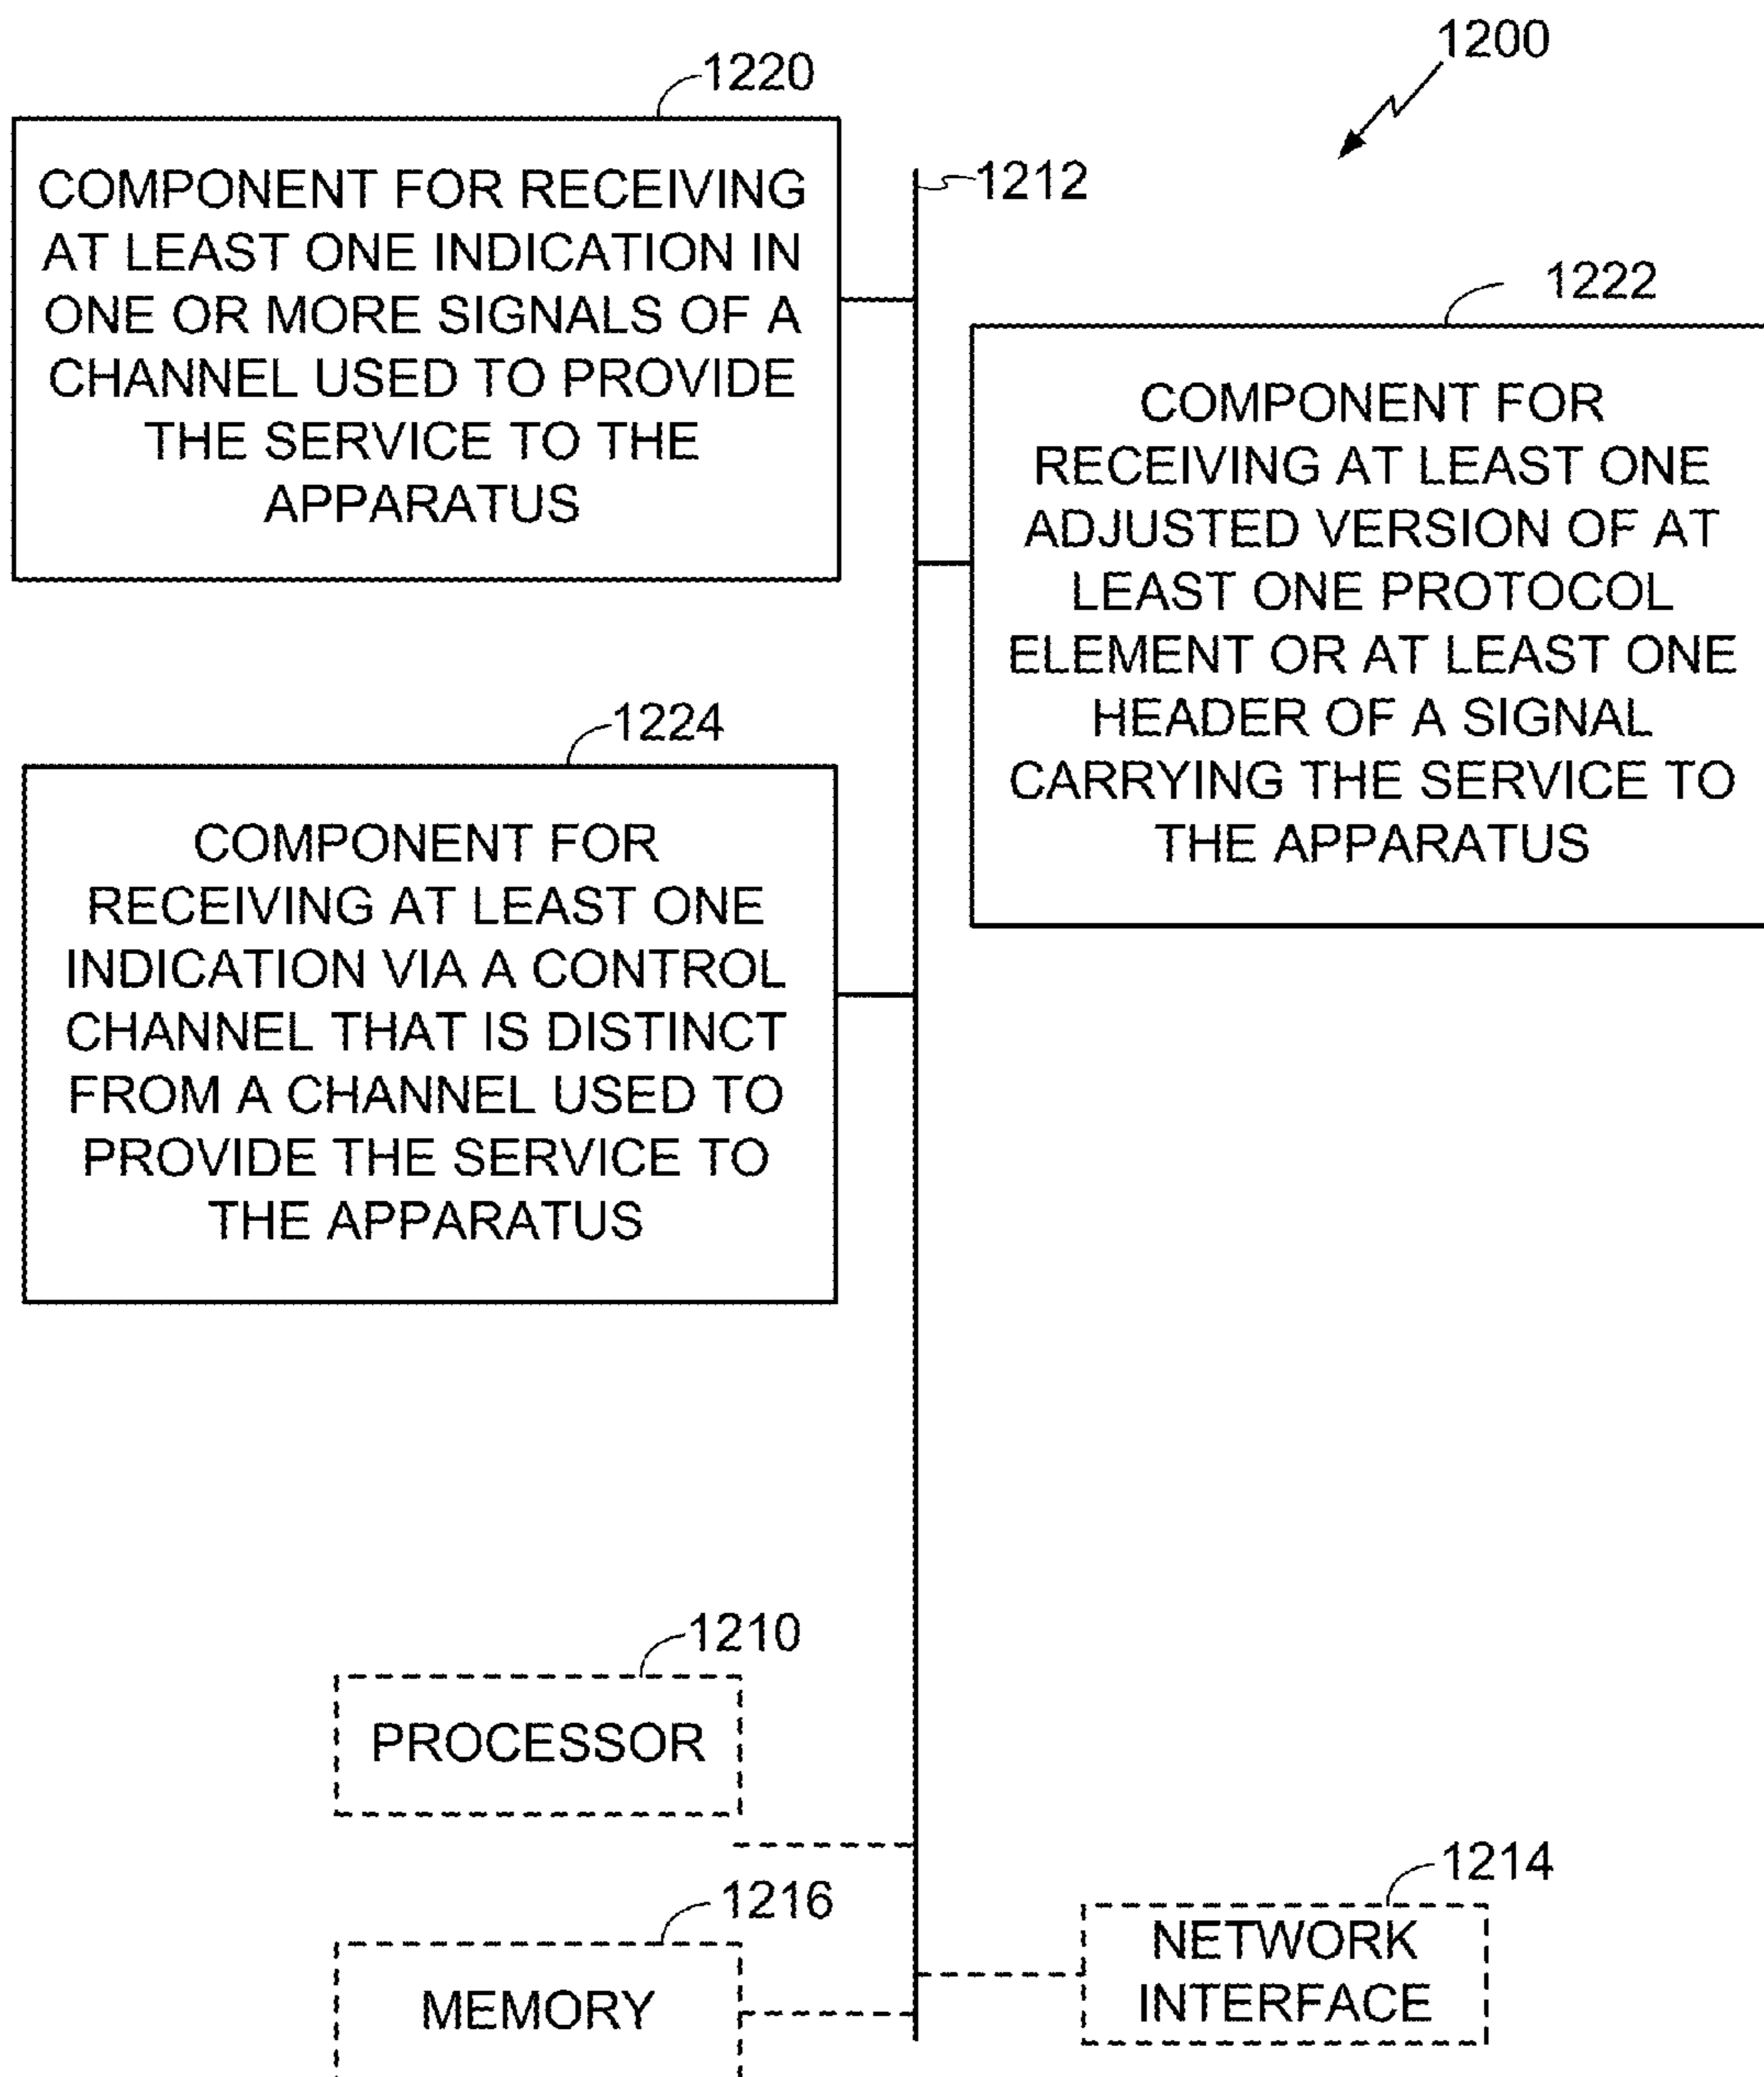 1200
1220
COMPONENT FOR RECEIVING
AT LEAST ONE INDICATION IN
ONE OR MORE SIGNALS OF A
CHANNEL USED TO PROVIDE
THE SERVICE TO THE
APPARATUS
1212
1222
COMPONENT FOR
RECEIVING AT LEAST ONE
ADJUSTED VERSION OF AT
LEAST ONE PROTOCOL
ELEMENT OR AT LEAST ONE
HEADER OF A SIGNAL
CARRYING THE SERVICE TO
THE APPARATUS
1224
COMPONENT FOR
RECEIVING AT LEAST ONE
INDICATION VIA A CONTROL
CHANNEL THAT IS DISTINCT
FROM A CHANNEL USED TO
PROVIDE THE SERVICE TO
THE APPARATUS
1210
PROCESSOR
1216
MEMORY
1214
NETWORK
INTERFACE